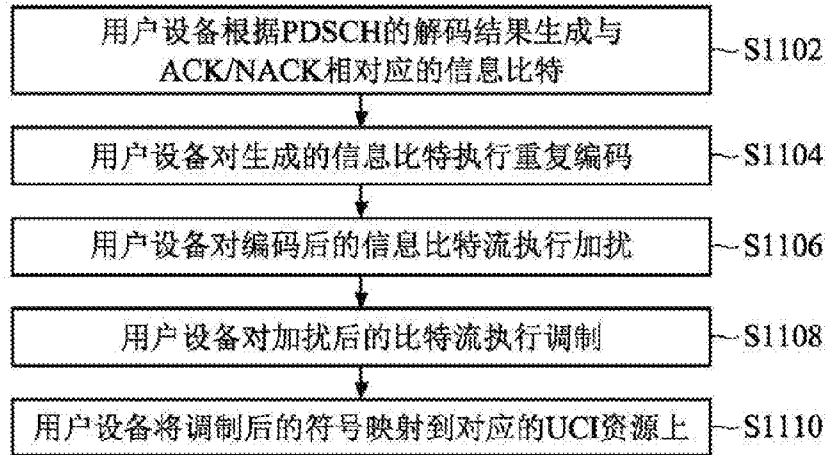 用户设备根据PDSCH的解码结果生成与
ACK/NACK相对应的信息比特
S1102
用户设备对生成的信息比特执行重复编码
S1104
用户设备对编码后的信息比特流执行加扰
S1106
用户设备对加扰后的比特流执行调制
S1108
用户设备将调制后的符号映射到对应的UCI资源上
S1110